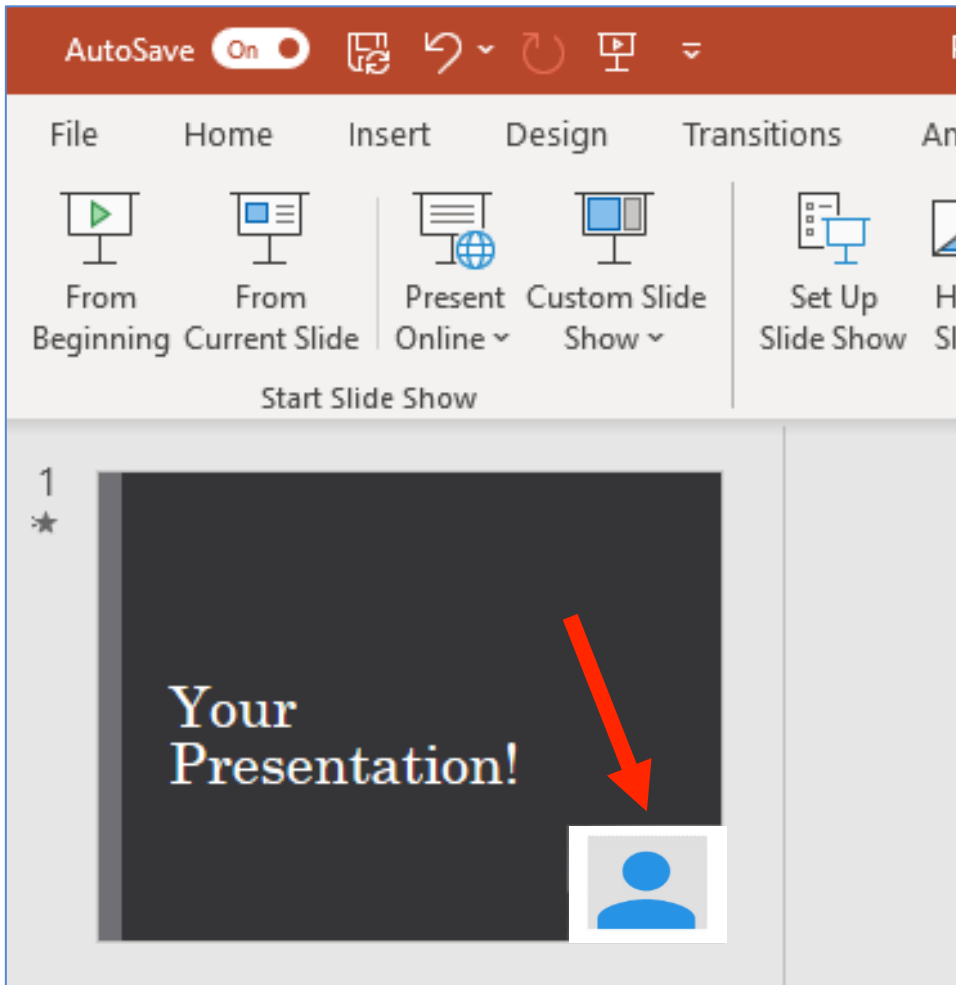 AutoSave On
File Home Insert Design Transitions
From Beginning
From Current Slide
Present Online
Custom Slide Show
Set Up Slide Show
Start Slide Show
1
Your
Presentation!